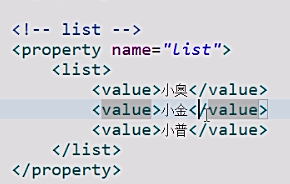 <!-- list -->
<property name="list">
<list>
<value>小奥</value>
<value>小金</value>
<value>小普</value>
</list>
</property>